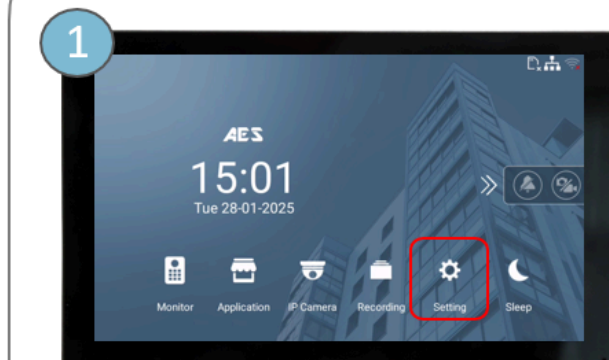 1
AES
15:01
Tue 28-01-2025
Monitor Application IP Camera Recording Setting Sleep